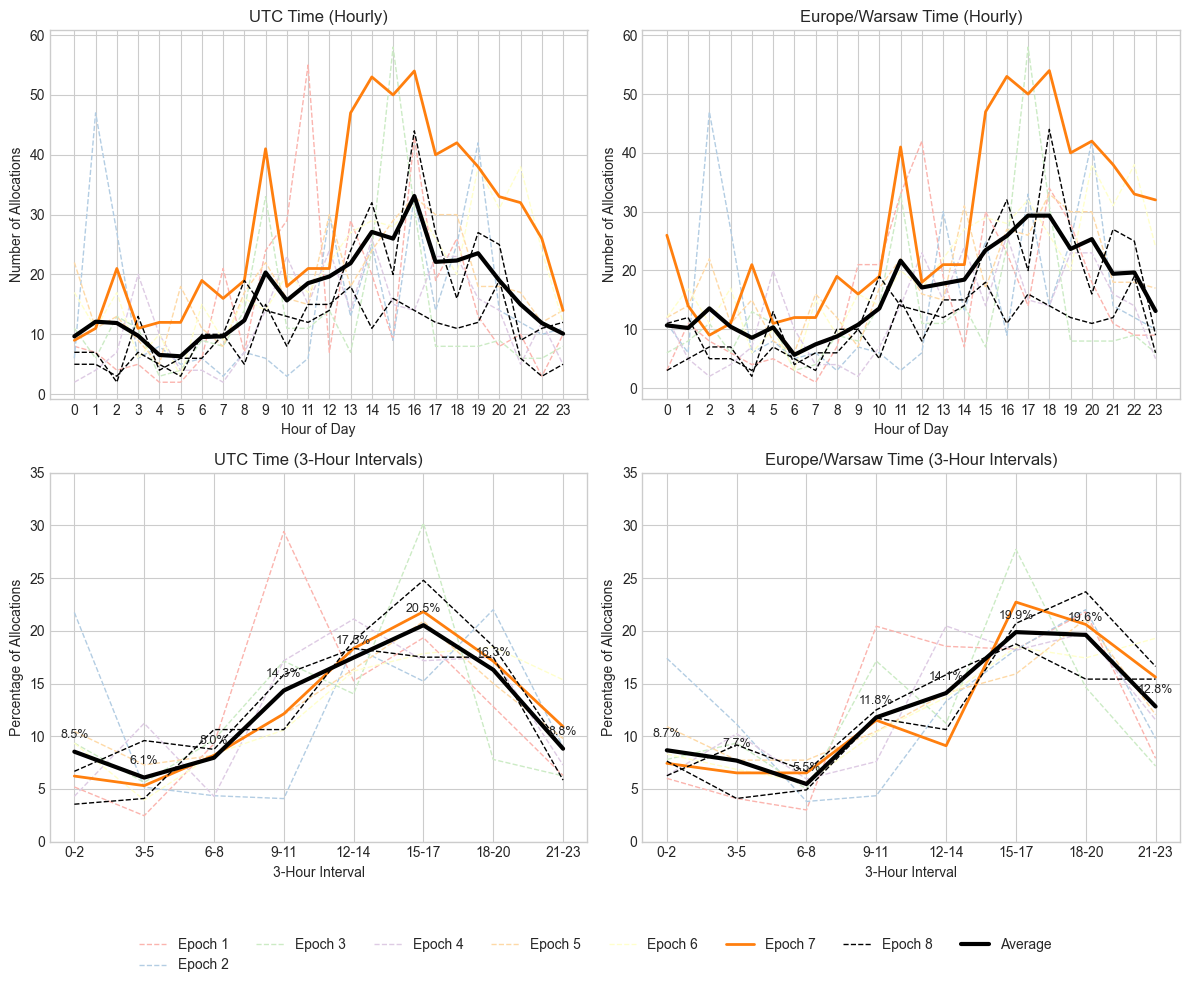 UTC Time (Hourly)
Number of Allocations
60
50
40
30
20
10
0
0 1 2 3 4 5 6 7 8 9 10 11 12 13 14 15 16 17 18 19 20 21 22 23
Hour of Day
Europe/Warsaw Time (Hourly)
Number of Allocations
60
50
40
30
20
10
0
0 1 2 3 4 5 6 7 8 9 10 11 12 13 14 15 16 17 18 19 20 21 22 23
Hour of Day
UTC Time (3-Hour Intervals)
Percentage of Allocations
35
30
25
20
15
10
5
0
8.5% 6.1% 8.0% 14.3% 17.5% 20.5% 16.3% 8.8%
0-2 3-5 6-8 9-11 12-14 15-17 18-20 21-23
3-Hour Interval
Europe/Warsaw Time (3-Hour Intervals)
Percentage of Allocations
35
30
25
20
15
10
5
0
8.7% 7.7% 5.5% 11.8% 14.1% 19.9% 19.6% 12.8%
0-2 3-5 6-8 9-11 12-14 15-17 18-20 21-23
3-Hour Interval
Epoch 1 Epoch 3 Epoch 4 Epoch 5 Epoch 6 Epoch 7 Epoch 8 Average
Epoch 2